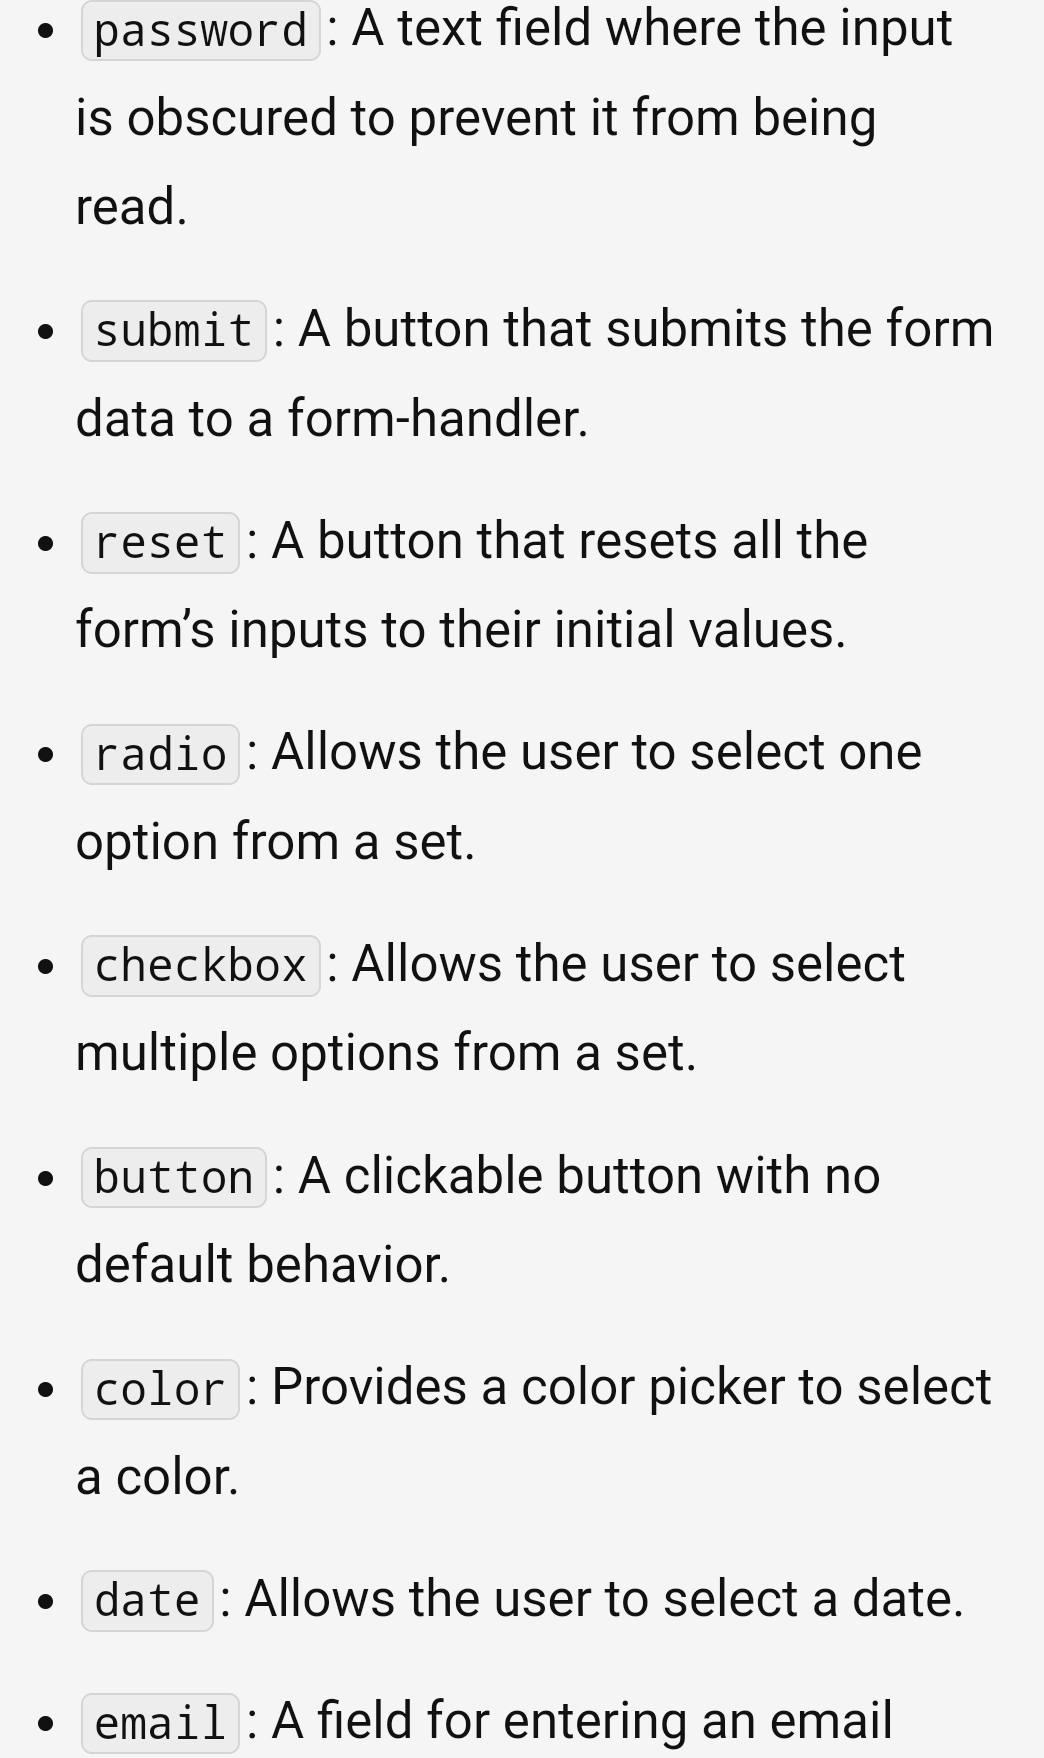 • password: A text field where the input
is obscured to prevent it from being
read.
• submit: A button that submits the form
data to a form-handler.
• reset: A button that resets all the
form’s inputs to their initial values.
• radio: Allows the user to select one
option from a set.
• checkbox: Allows the user to select
multiple options from a set.
• button: A clickable button with no
default behavior.
• color: Provides a color picker to select
a color.
• date: Allows the user to select a date.
• email: A field for entering an email